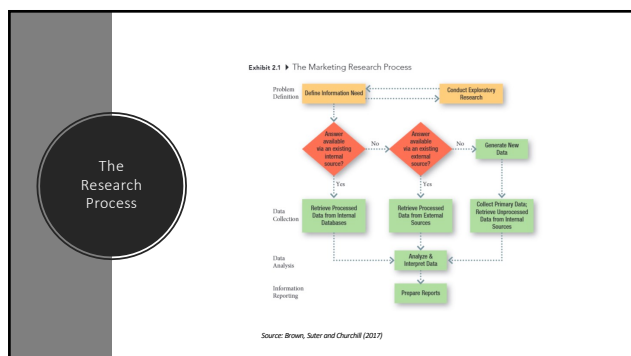 The
Research
Process
Exhibit 2.1 ▶ The Marketing Research Process
Problem
Definition
Define Information Need
Conduct Exploratory
Research
Answer
available
via an existing
internal
source?
No
Answer
available
via an existing
external
source?
No
Generate New
Data
Yes
Yes
Data
Collection
Retrieve Processed
Data from Internal
Databases
Retrieve Processed
Data from External
Sources
Collect Primary Data;
Retrieve Unprocessed
Data from Internal
Sources
Data
Analysis
Analyze &
Interpret Data
Information
Reporting
Prepare Reports
Source: Brown, Suter and Churchill (2017)